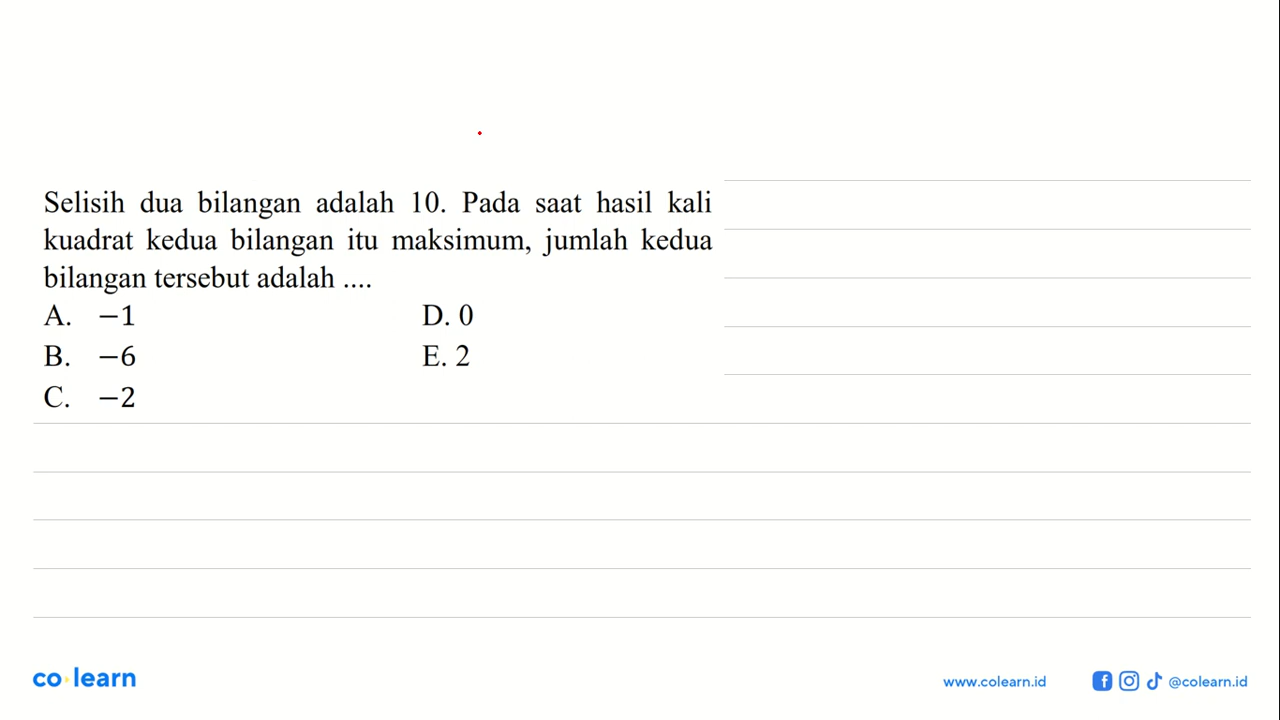 Selisih dua bilangan adalah 10. Pada saat hasil kali
kuadrat kedua bilangan itu maksimum, jumlah kedua
bilangan tersebut adalah ....
A. −1 D. 0
B. −6 E. 2
C. −2
co learn www.colearn.id @colearn.id